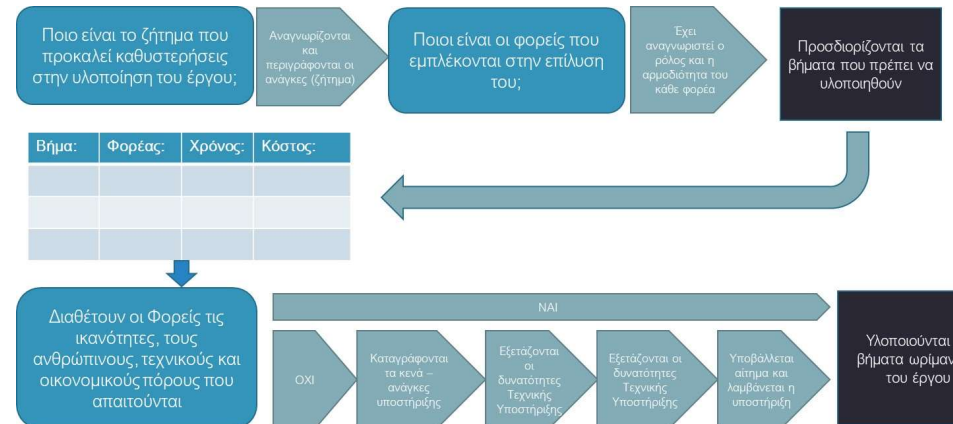 Ποιο είναι το ζήτημα που
προκαλεί καθυστερήσεις
στην υλοποίηση του έργου;
Αναγνωρίζονται
και
περιγράφονται οι
ανάγκες (ζήτημα)
Ποιοι είναι οι φορείς που
εμπλέκονται στην επίλυση
του;
Έχει
αναγνωριστεί ο
ρόλος και η
αρμοδιότητα του
κάθε φορέα
Προσδιορίζονται τα
βήματα που πρέπει να
υλοποιηθούν
Βήμα: Φορέας: Χρόνος: Κόστος:
Διαθέτουν οι Φορείς τις
ικανότητες, τους
ανθρώπινους, τεχνικούς και
οικονομικούς πόρους που
απαιτούνται
ΝΑΙ
ΟΧΙ
Καταγράφονται
τα κενά –
ανάγκες
υποστήριξης
Εξετάζονται
οι
δυνατότητες
Τεχνικής
Υποστήριξης
Εξετάζονται οι
δυνατότητες
Τεχνικής
Υποστήριξης
Υποβάλλεται
αίτημα και
λαμβάνεται η
υποστήριξη
Υλοποιούνται
βήματα
του έργου